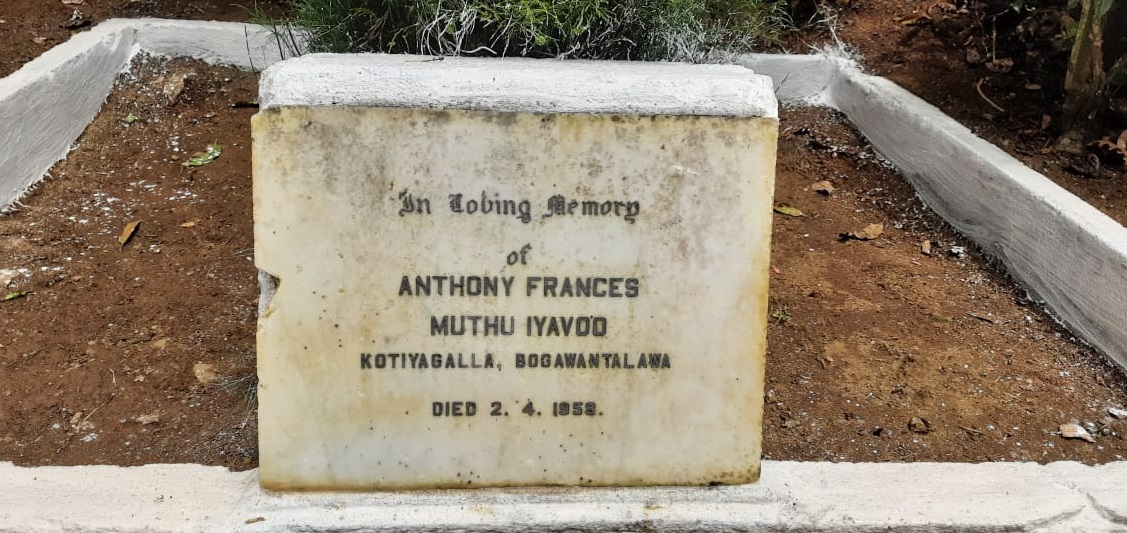 In Loving Memory
of
ANTHONY FRANCES
MUTHU IYAVOO
KOTIYAGALLA, BOGAWANTALAWA
DIED 2. 4. 1958.